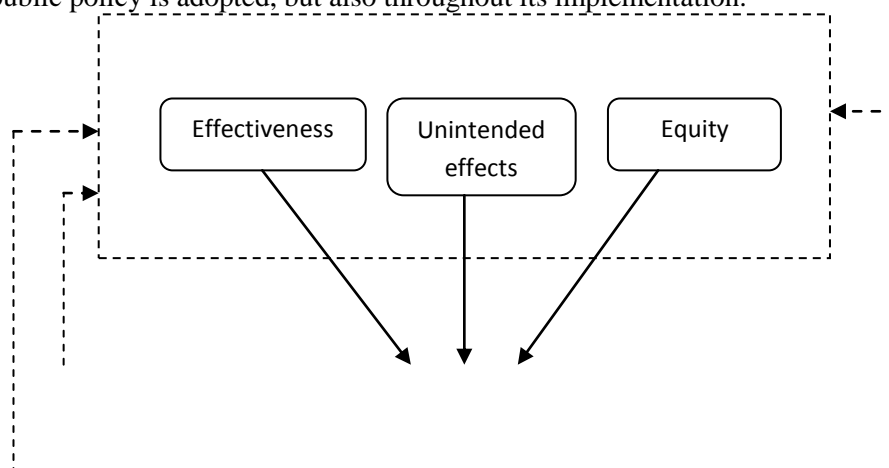 public policy is adopted, but also throughout its implementation.
Effectiveness
Unintended
effects
Equity